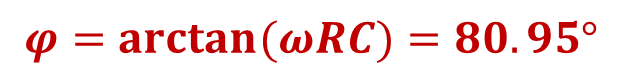 φ = arctan(ωRC) = 80.95°